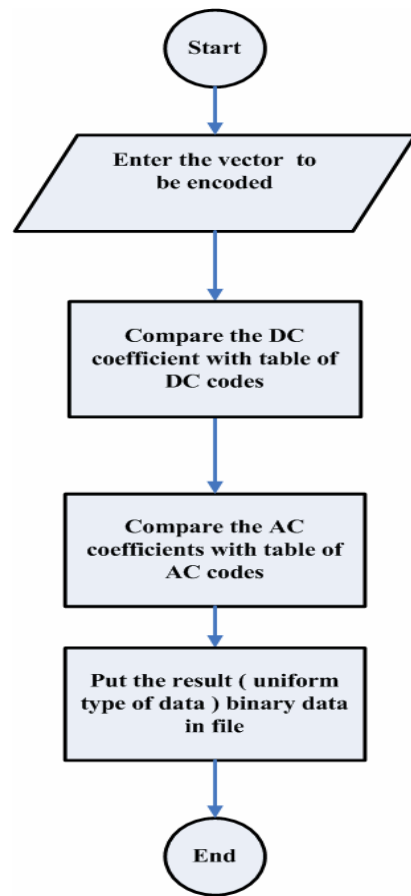 Start
Enter the vector to
be encoded
Compare the DC
coefficient with table of
DC codes
Compare the AC
coefficients with table of
AC codes
Put the result ( uniform
type of data ) binary data
in file
End